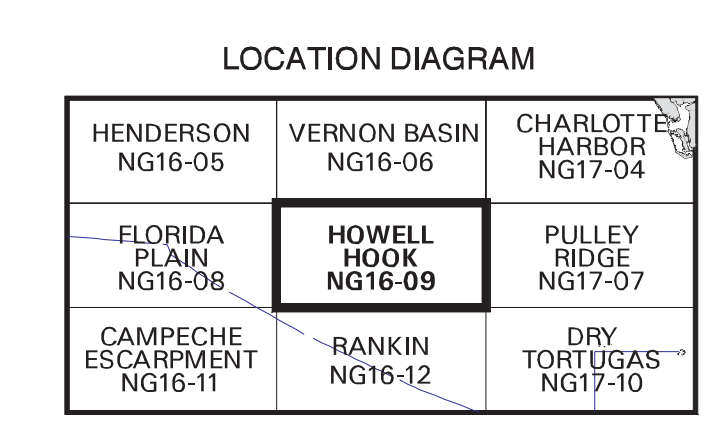 LOCATION DIAGRAM
HENDERSON
NG16-05
VERNON BASIN
NG16-06
CHARLOTTE
HARBOR
NG17-04
FLORIDA
PLAIN
NG16-08
HOWELL
HOOK
NG16-09
PULLEY
RIDGE
NG17-07
CAMPECHE
ESCARPMENT
NG16-11
RANKIN
NG16-12
DRY
TORTUGAS
NG17-10